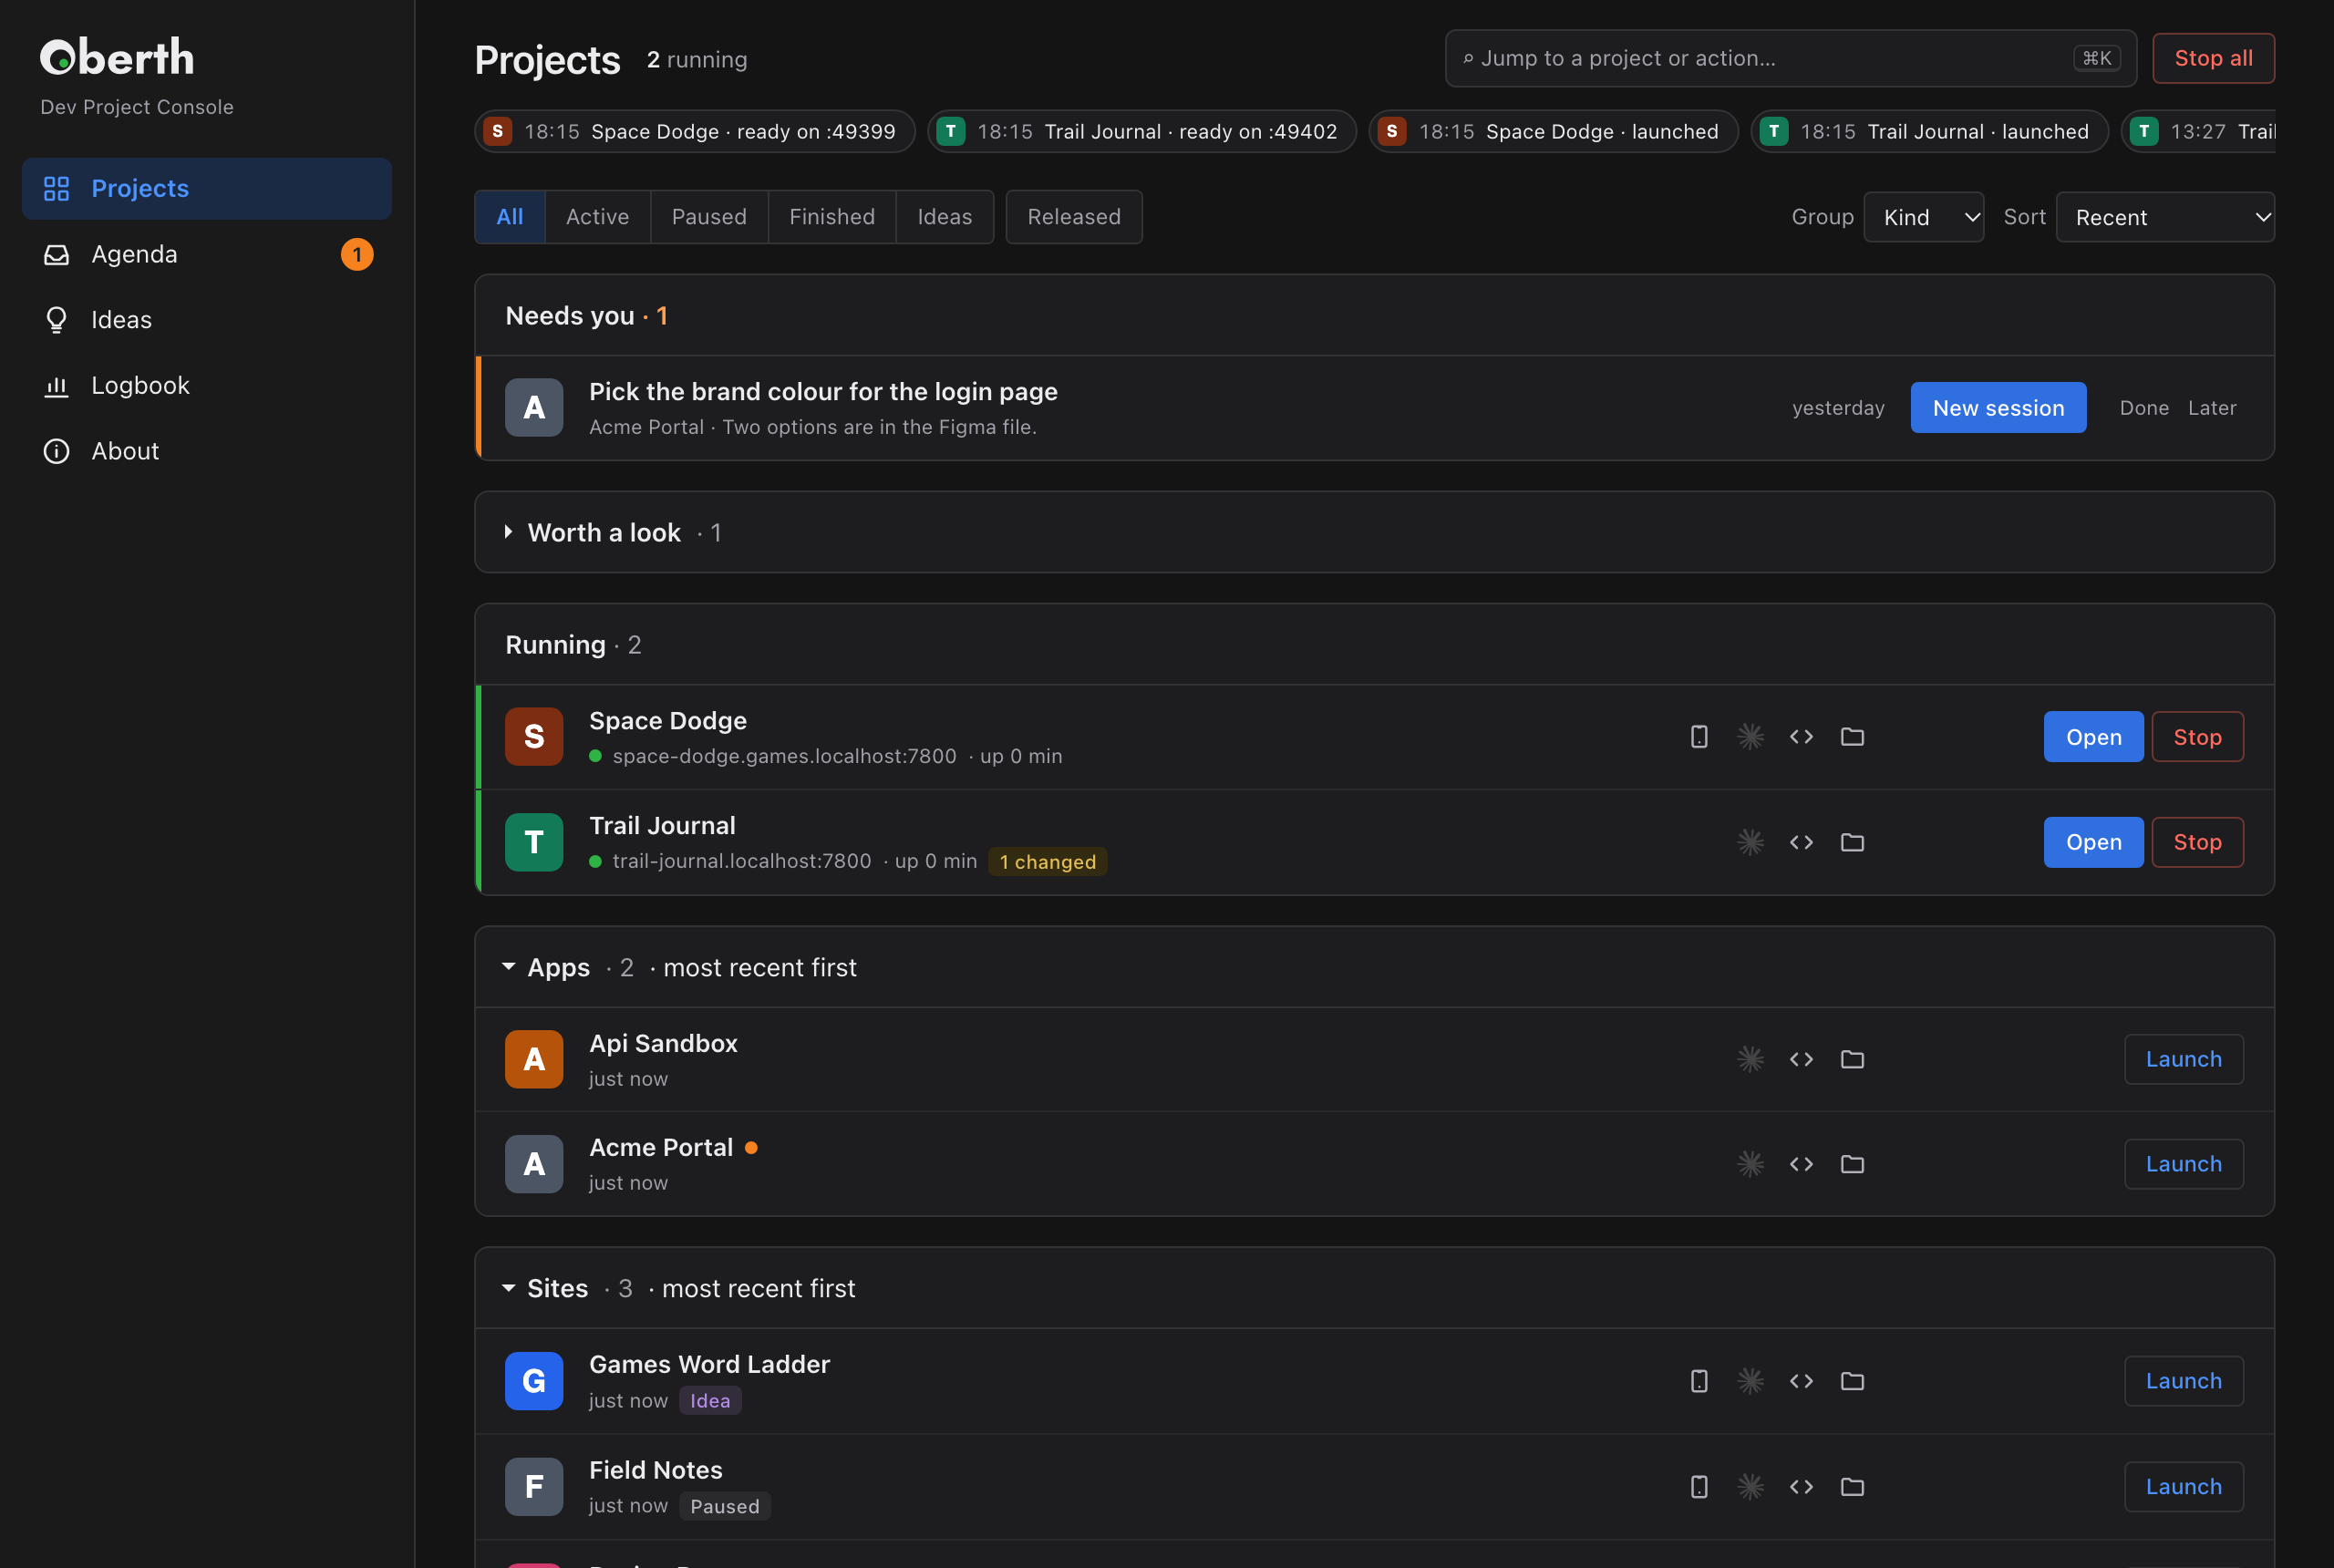 Oberth
Dev Project Console
Projects
Agenda 1
Ideas
Logbook
About
Projects 2 running
Jump to a project or action... ⌘K Stop all
S 18:15 Space Dodge · ready on :49399
T 18:15 Trail Journal · ready on :49402
S 18:15 Space Dodge · launched
T 18:15 Trail Journal · launched
T 13:27
All Active Paused Finished Ideas Released
Group Kind Sort Recent
Needs you · 1
A Pick the brand colour for the login page
Acme Portal · Two options are in the Figma file.
yesterday New session Done Later
Worth a look · 1
Running · 2
S Space Dodge
space-dodge.games.localhost:7800 · up 0 min
Open Stop
T Trail Journal
trail-journal.localhost:7800 · up 0 min 1 changed
Open Stop
Apps · 2 · most recent first
A Api Sandbox
just now
Launch
A Acme Portal
just now
Launch
Sites · 3 · most recent first
G Games Word Ladder
just now Idea
Launch
F Field Notes
just now Paused
Launch